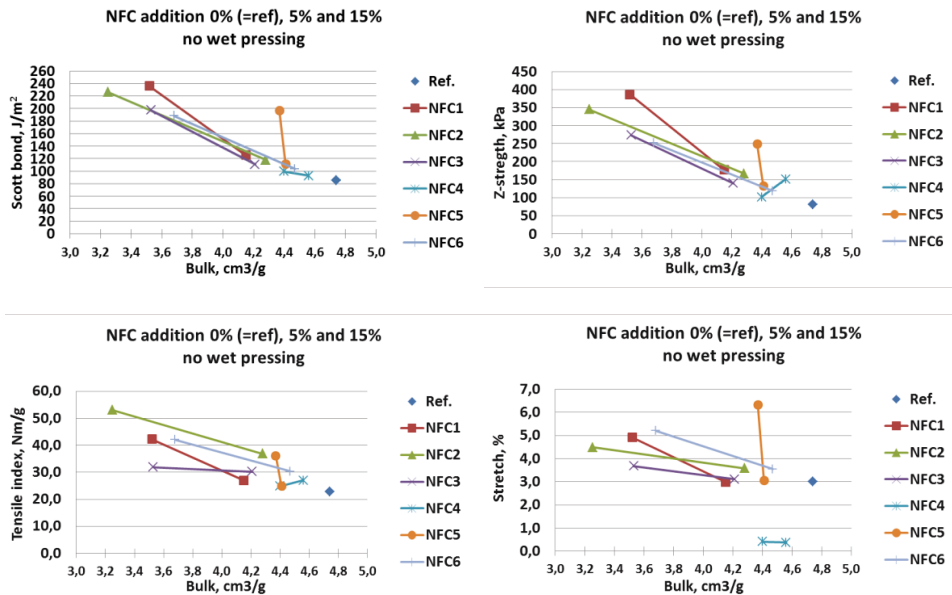 NFC addition 0% (=ref), 5% and 15%
no wet pressing
Scott bond, J/m²
260
240
220
200
180
160
140
120
100
80
60
40
20
0
3,0 3,2 3,4 3,6 3,8 4,0 4,2 4,4 4,6 4,8 5,0
Bulk, cm3/g
Ref.
NFC1
NFC2
NFC3
NFC4
NFC5
NFC6
NFC addition 0% (=ref), 5% and 15%
no wet pressing
Z-stregth, kPa
450
400
350
300
250
200
150
100
50
0
3,0 3,2 3,4 3,6 3,8 4,0 4,2 4,4 4,6 4,8 5,0
Bulk, cm3/g
Ref.
NFC1
NFC2
NFC3
NFC4
NFC5
NFC6
NFC addition 0% (=ref), 5% and 15%
no wet pressing
Tensile index, Nm/g
60,0
50,0
40,0
30,0
20,0
10,0
0,0
3,0 3,2 3,4 3,6 3,8 4,0 4,2 4,4 4,6 4,8 5,0
Bulk, cm3/g
Ref.
NFC1
NFC2
NFC3
NFC4
NFC5
NFC6
NFC addition 0% (=ref), 5% and 15%
no wet pressing
Stretch, %
7,0
6,0
5,0
4,0
3,0
2,0
1,0
0,0
3,0 3,2 3,4 3,6 3,8 4,0 4,2 4,4 4,6 4,8 5,0
Bulk, cm3/g
Ref.
NFC1
NFC2
NFC3
NFC4
NFC5
NFC6